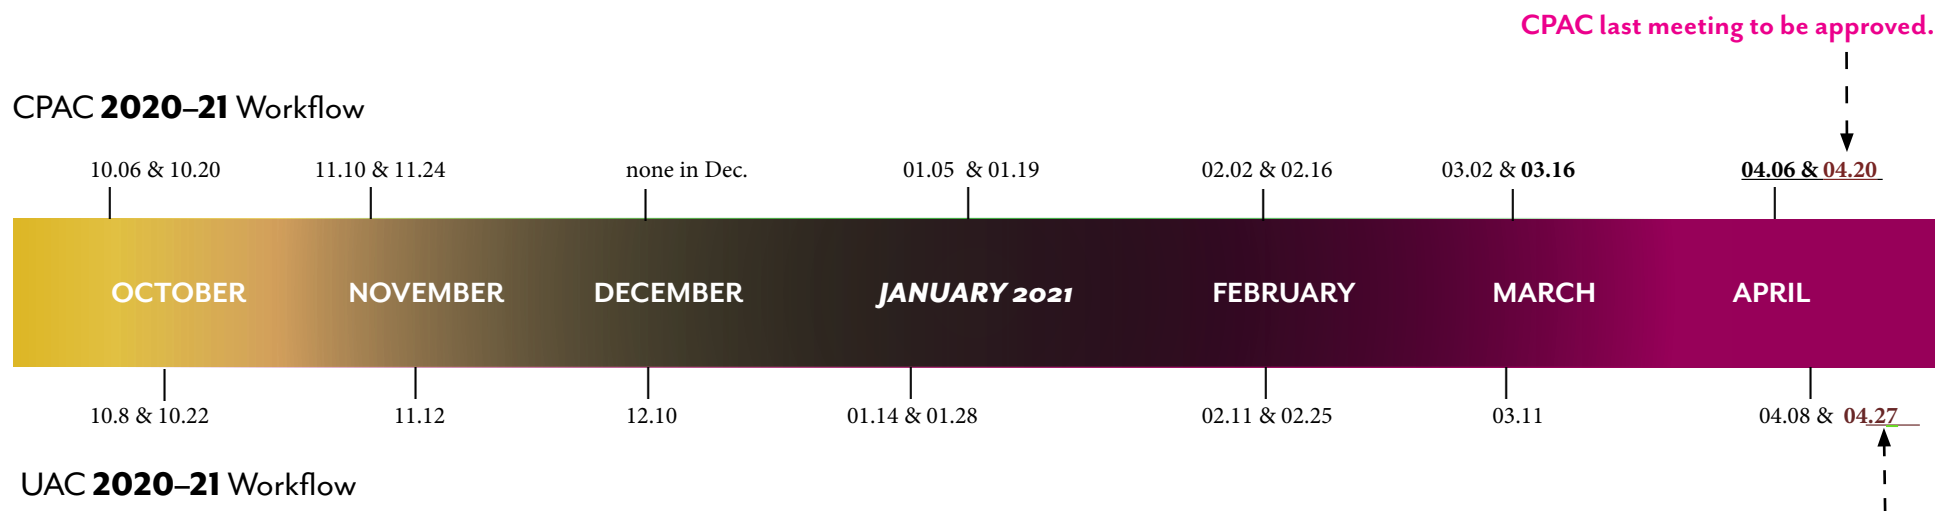 CPAC last meeting to be approved.
CPAC 2020–21 Workflow
10.06 & 10.20 11.10 & 11.24 none in Dec. 01.05 & 01.19 02.02 & 02.16 03.02 & 03.16 04.06 & 04.20
OCTOBER NOVEMBER DECEMBER JANUARY 2021 FEBRUARY MARCH APRIL
10.8 & 10.22 11.12 12.10 01.14 & 01.28 02.11 & 02.25 03.11 04.08 & 04.27
UAC 2020–21 Workflow